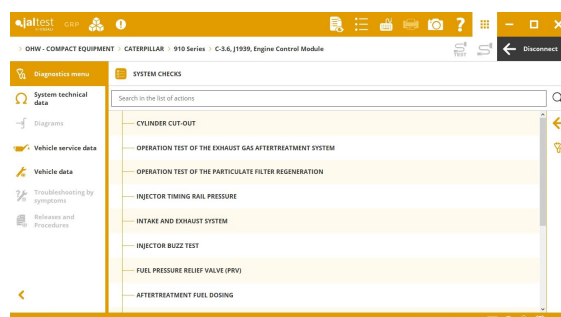 jaltest GRP
> OHW - COMPACT EQUIPMENT > CATERPILLAR > 910 Series > C-3.6, J1939, Engine Control Module
TEST
Disconnect
Diagnostics menu
SYSTEM CHECKS
System technical
data
Search in the list of actions
Diagrams
CYLINDER CUT-OUT
Vehicle service data
OPERATION TEST OF THE EXHAUST GAS AFTERTREATMENT SYSTEM
Vehicle data
OPERATION TEST OF THE PARTICULATE FILTER REGENERATION
Troubleshooting by
symptoms
INJECTOR TIMING RAIL PRESSURE
Releases and
Procedures
INTAKE AND EXHAUST SYSTEM
INJECTOR BUZZ TEST
FUEL PRESSURE RELIEF VALVE (PRV)
AFTERTREATMENT FUEL DOSING